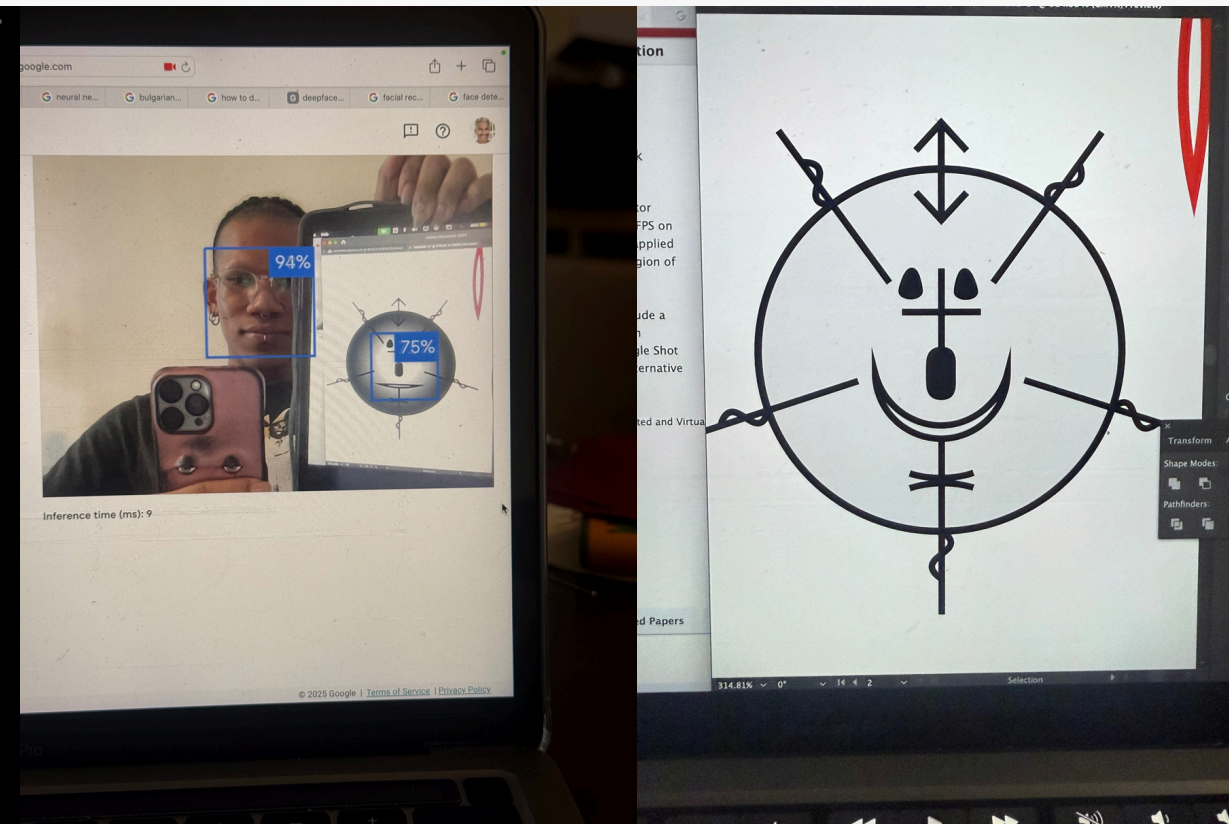 google.com
neural ne...
bulgarian...
how to d...
deepface...
facial rec...
face dete...
94%
75%
Inference time (ms): 9
© 2025 Google | Terms of Service | Privacy Policy
Pro
tion
K
tor
FPS on
applied
gion of
ude a
n
gle Shot
ternative
ted and Virtua
ed Papers
Transform
Shape Modes:
Pathfinders:
314.81%
0°
2
Selection